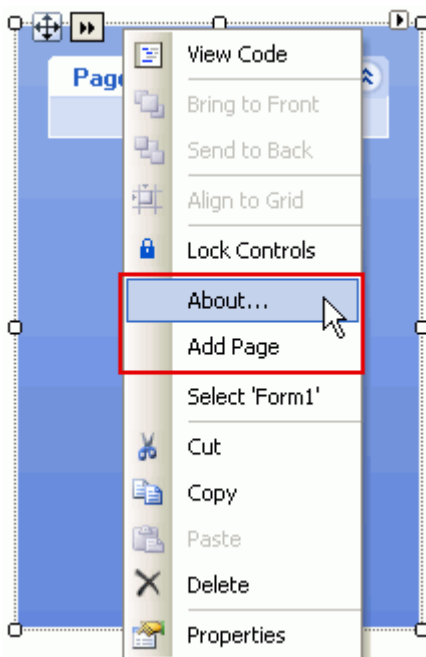 View Code
Page
Bring to Front
Send to Back
Align to Grid
Lock Controls
About...
Add Page
Select 'Form1'
Cut
Copy
Paste
Delete
Properties